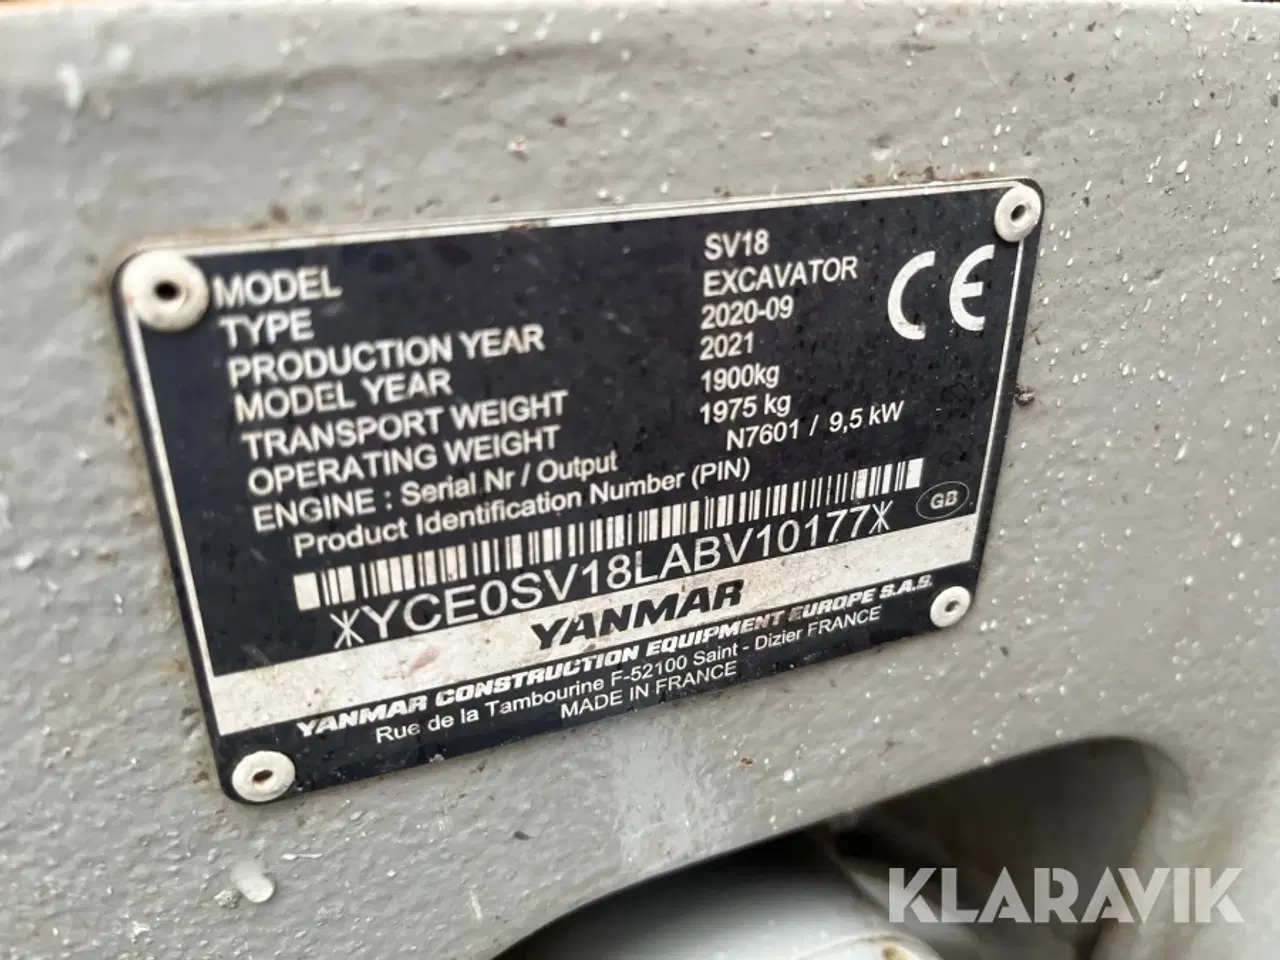 MODEL SV18
TYPE EXCAVATOR
PRODUCTION YEAR 2020-09
MODEL YEAR 2021
TRANSPORT WEIGHT 1900kg
OPERATING WEIGHT 1975 kg
ENGINE : Serial Nr / Output N7601 / 9,5 kW
Product Identification Number (PIN)
CE
GB
*YCE0SV18LABV10177*
YANMAR
YANMAR CONSTRUCTION EQUIPMENT EUROPE S.A.S.
Rue de la Tambourine F-52100 Saint - Dizier FRANCE
MADE IN FRANCE
KLARAVIK